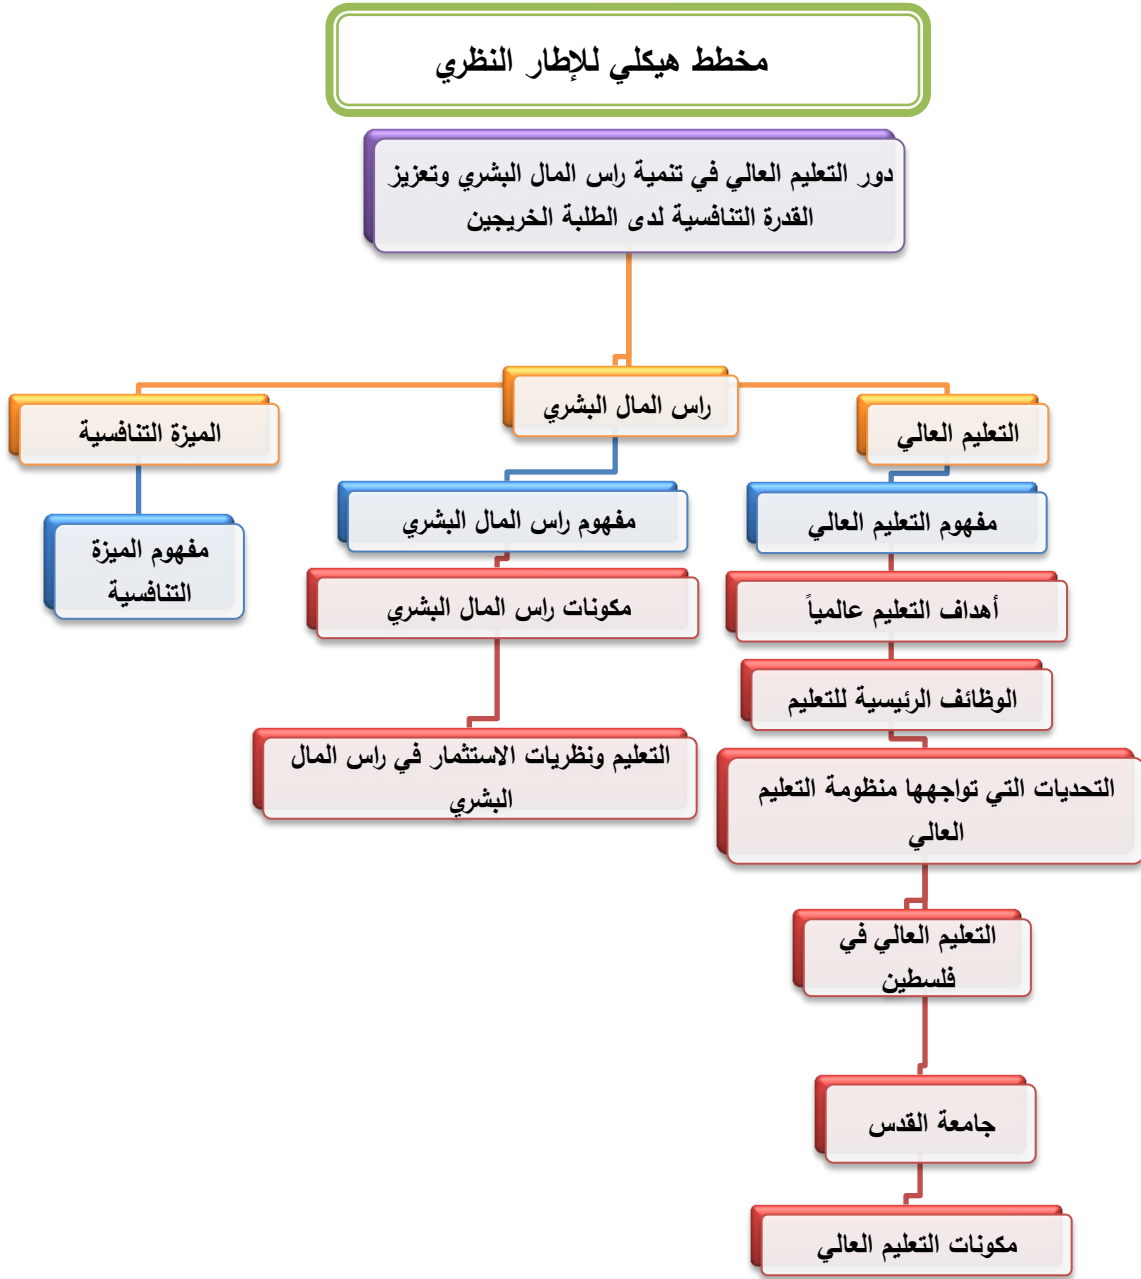 مخطط هيكلي للإطار النظري
دور التعليم العالي في تنمية راس المال البشري وتعزيز
القدرة التنافسية لدى الطلبة الخريجين
التعليم العالي
راس المال البشري
الميزة التنافسية
مفهوم التعليم العالي
مفهوم راس المال البشري
مفهوم الميزة
التنافسية
أهداف التعليم عالمياً
مكونات راس المال البشري
الوظائف الرئيسية للتعليم
التعليم ونظريات الاستثمار في راس المال
البشري
التحديات التي تواجهها منظومة التعليم
العالي
التعليم العالي في
فلسطين
جامعة القدس
مكونات التعليم العالي